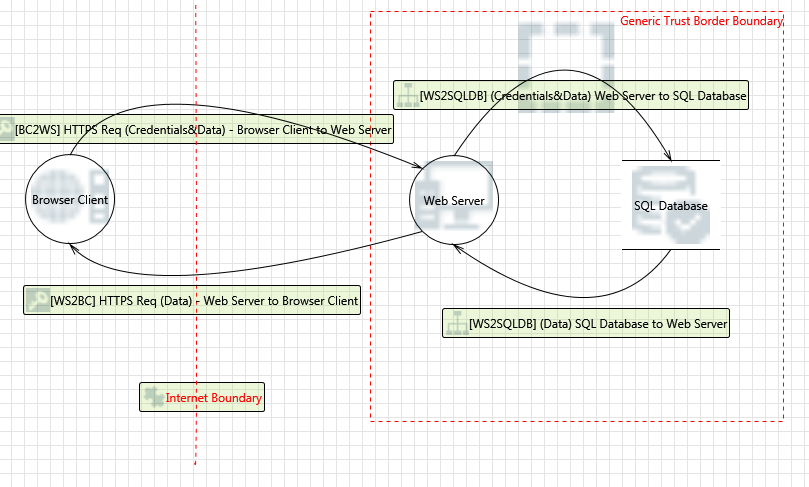 Generic Trust Border Boundary
[WS2SQLDB] (Credentials&Data) Web Server to SQL Database
[BC2WS] HTTPS Req (Credentials&Data) - Browser Client to Web Server
Browser Client
Web Server
SQL Database
[WS2BC] HTTPS Req (Data) - Web Server to Browser Client
[WS2SQLDB] (Data) SQL Database to Web Server
Internet Boundary